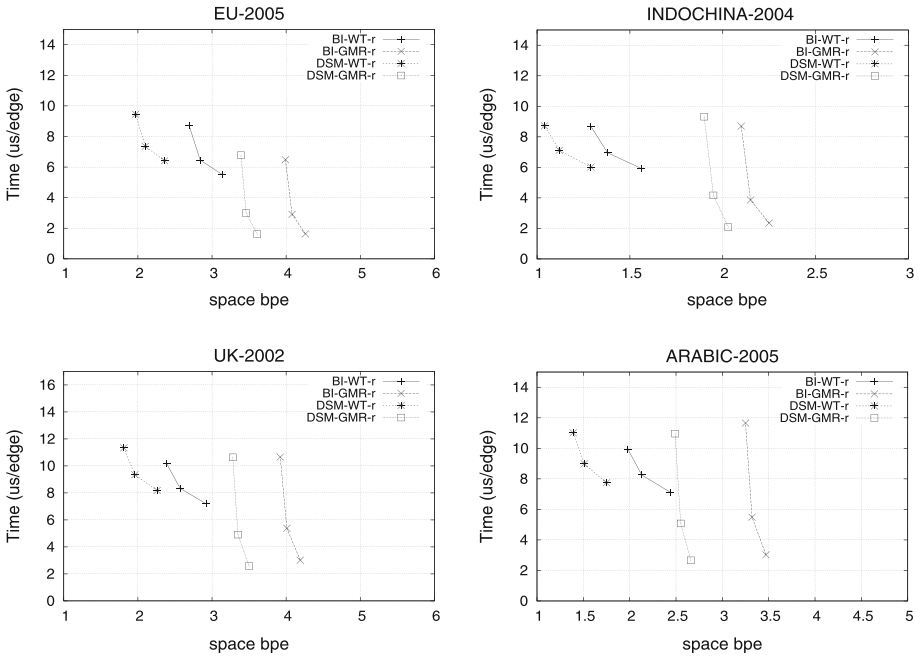 EU-2005
BI-WT-r
BI-GMR-r
DSM-WT-r
DSM-GMR-r
14
12
10
8
6
4
2
0
Time (us/edge)
1 2 3 4 5 6
space bpe
INDOCHINA-2004
BI-WT-r
BI-GMR-r
DSM-WT-r
DSM-GMR-r
14
12
10
8
6
4
2
0
Time (us/edge)
1 1.5 2 2.5 3
space bpe
UK-2002
BI-WT-r
BI-GMR-r
DSM-WT-r
DSM-GMR-r
16
14
12
10
8
6
4
2
0
Time (us/edge)
1 2 3 4 5 6
space bpe
ARABIC-2005
BI-WT-r
BI-GMR-r
DSM-WT-r
DSM-GMR-r
14
12
10
8
6
4
2
0
Time (us/edge)
1 1.5 2 2.5 3 3.5 4 4.5 5
space bpe